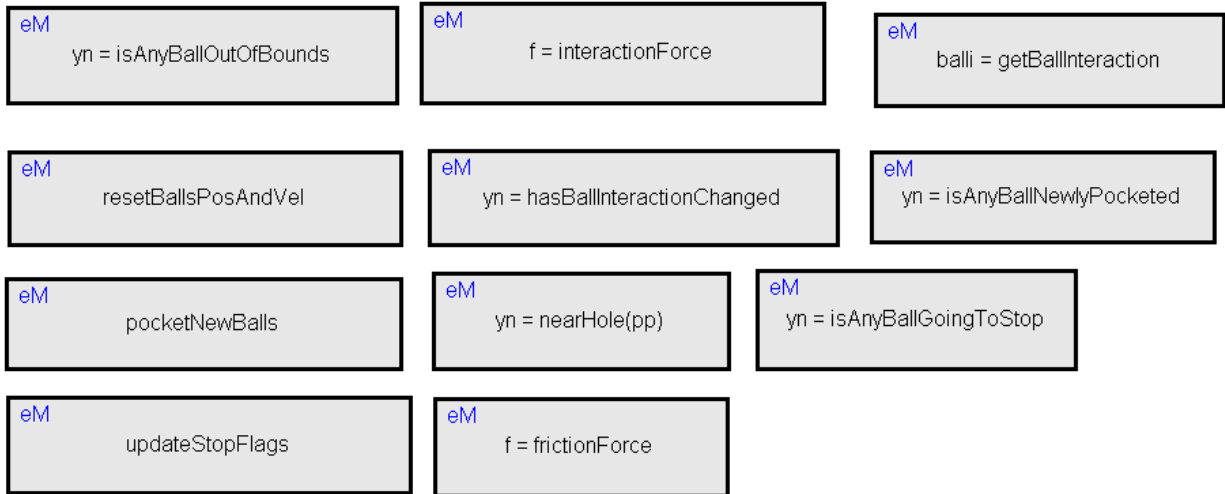 eM
yn = isAnyBallOutOfBounds
eM
f = interactionForce
eM
balli = getBallInteraction
eM
resetBallsPosAndVel
eM
yn = hasBallInteractionChanged
eM
yn = isAnyBallNewlyPocketed
eM
pocketNewBalls
eM
yn = nearHole(pp)
eM
yn = isAnyBallGoingToStop
eM
updateStopFlags
eM
f = frictionForce